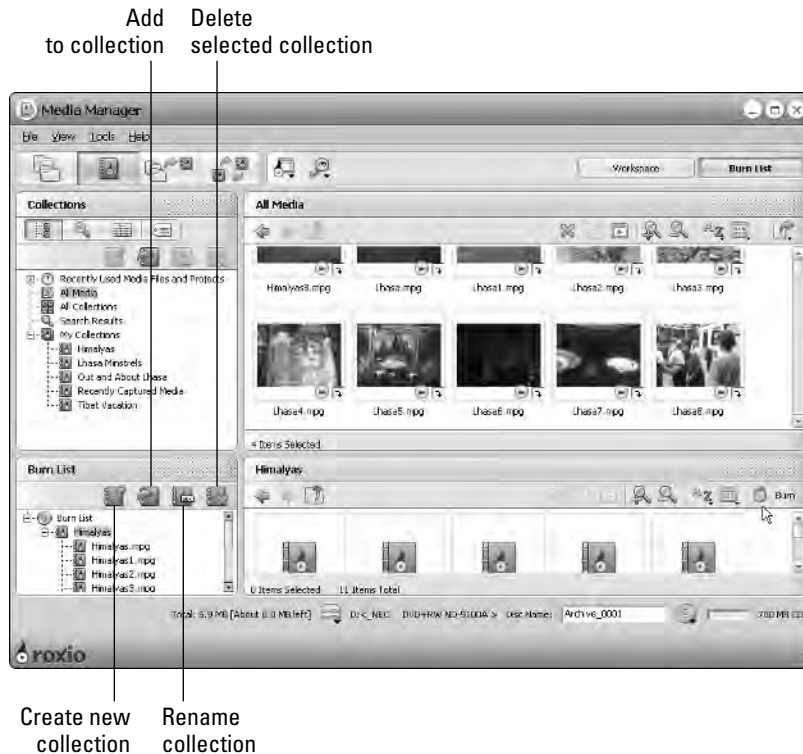 Add
to collection
Delete
selected collection
Media Manager
File View Tools Help
Workspace
Burn List
Collections
All Media
Recently Used Media Files and Projects
All Media
All Collections
Search Results
My Collections
Himalyas
Lhasa Minstrels
Out and About Lhasa
Recently Captured Media
Tibet Vacation
Himalyas8.mpg
Lhasa.mpg
Lhasa1.mpg
Lhasa2.mpg
Lhasa3.mpg
Lhasa4.mpg
Lhasa5.mpg
Lhasa6.mpg
Lhasa7.mpg
Lhasa8.mpg
4 Items Selected
Burn List
Himalyas
Burn
Burn List
Himalyas
Himalyas.mpg
Himalyas1.mpg
Himalyas2.mpg
Himalyas3.mpg
0 Items Selected
11 Items Total
DVD+RW
Disc Name:
Archive_0001
700 MB
roxio
Create new
collection
Rename
collection